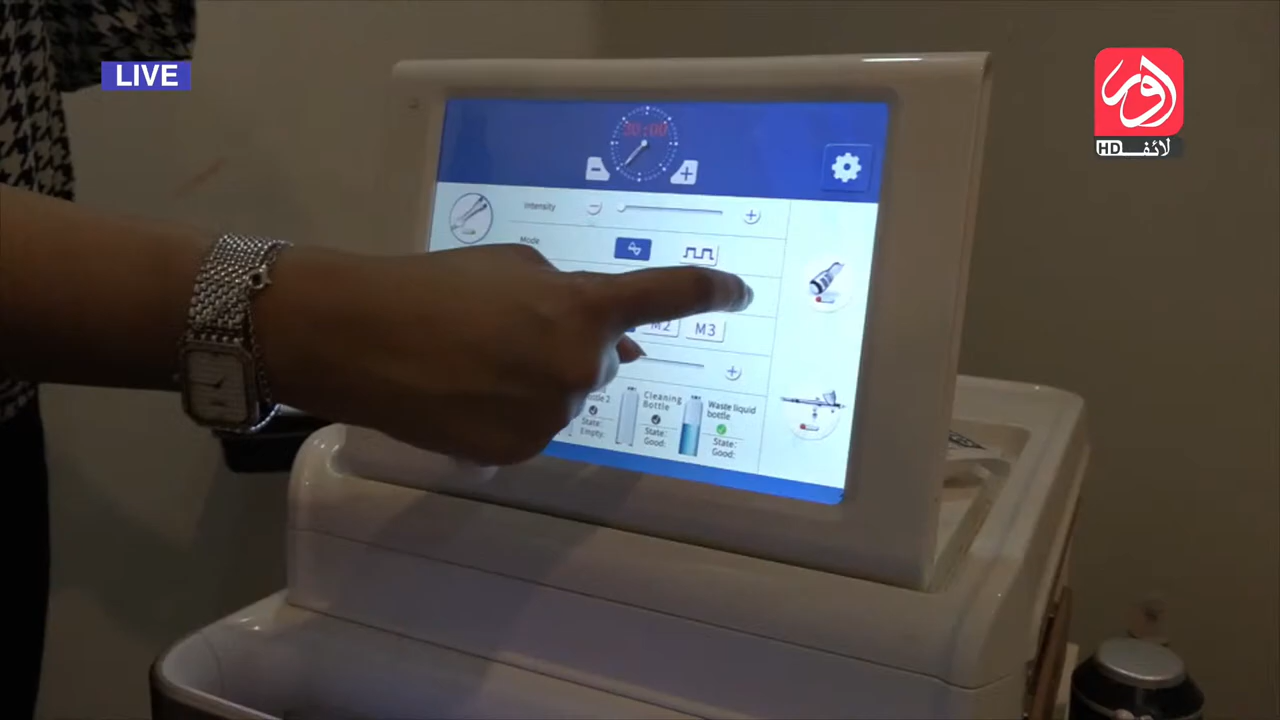 LIVE
اور
لائف HD
30:00
Intensity
Mode
M2 M3
Cleaning Bottle
State:
Empty:
State:
Good:
Waste liquid bottle
State:
Good: